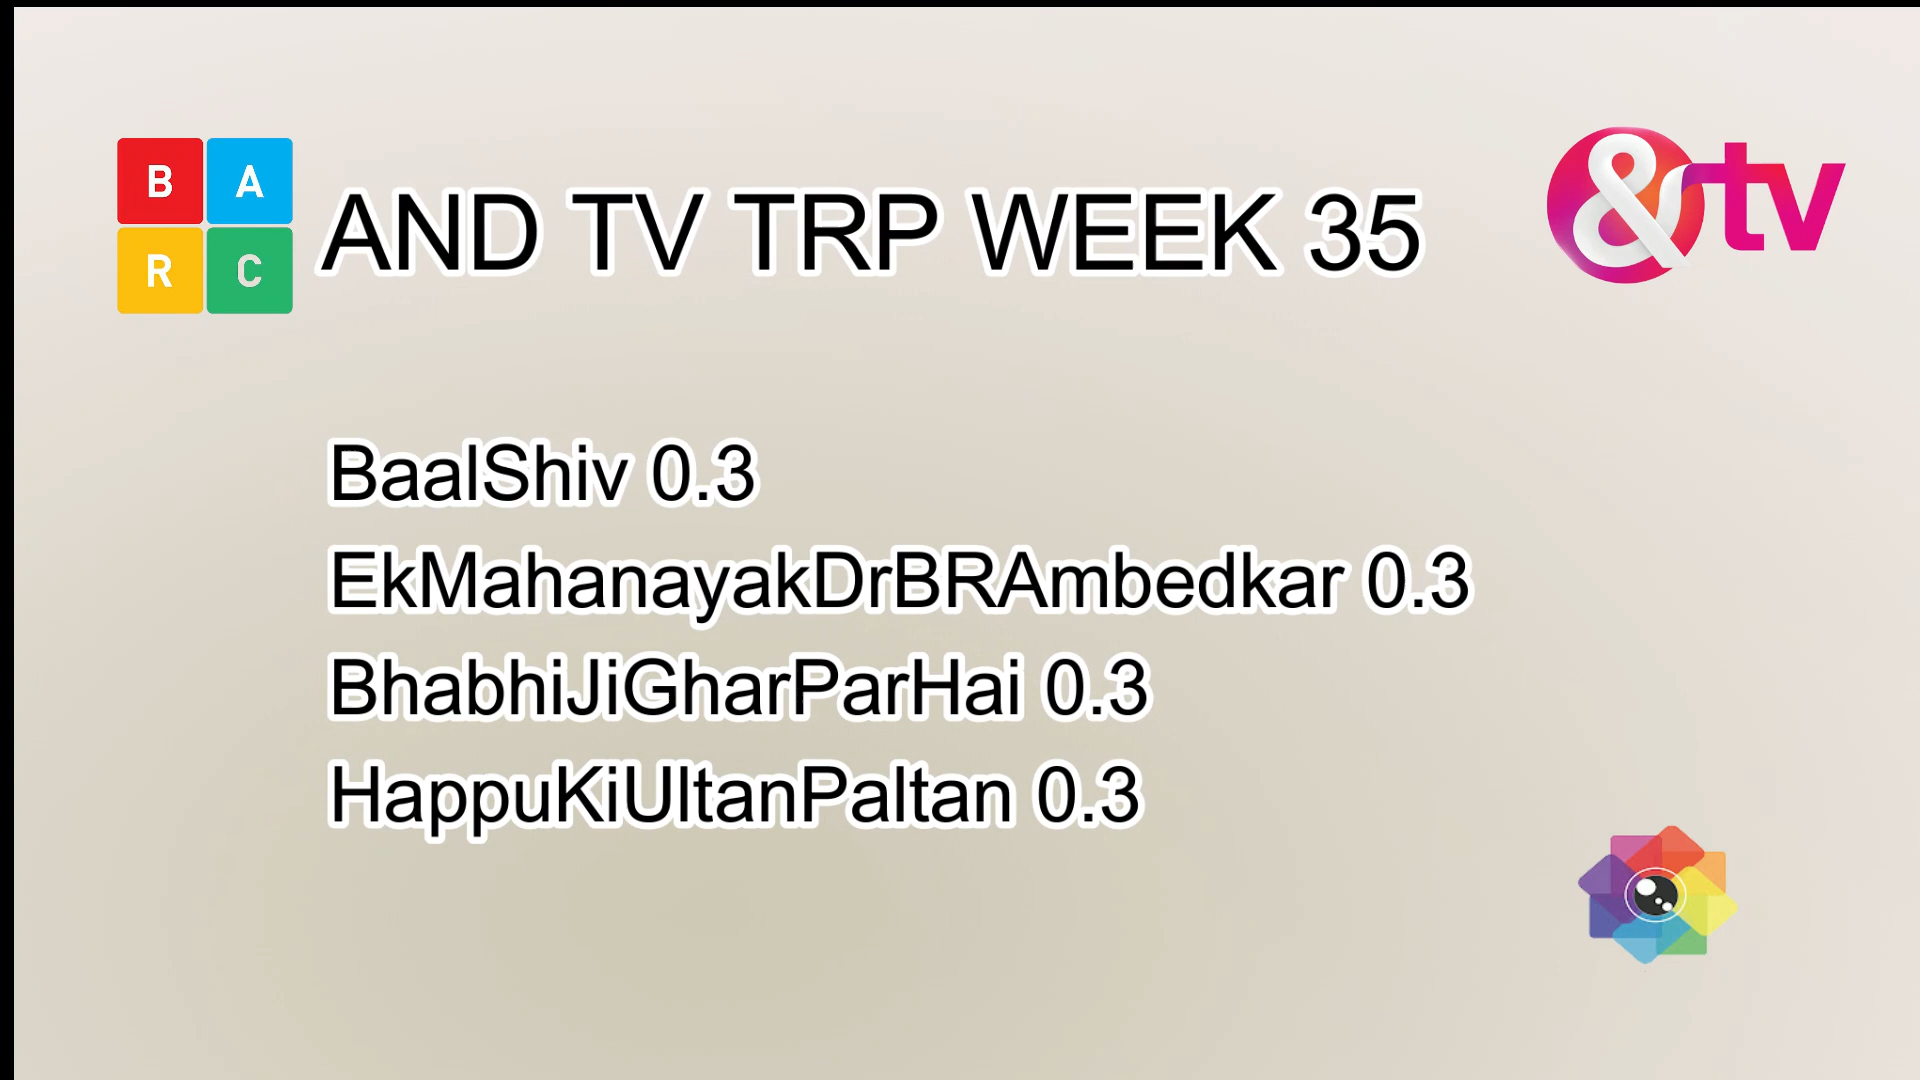 B A
R C
AND TV TRP WEEK 35
&tv
BaalShiv 0.3
EkMahanayakDrBRAmbedkar 0.3
BhabhiJiGharParHai 0.3
HappuKiUltanPaltan 0.3